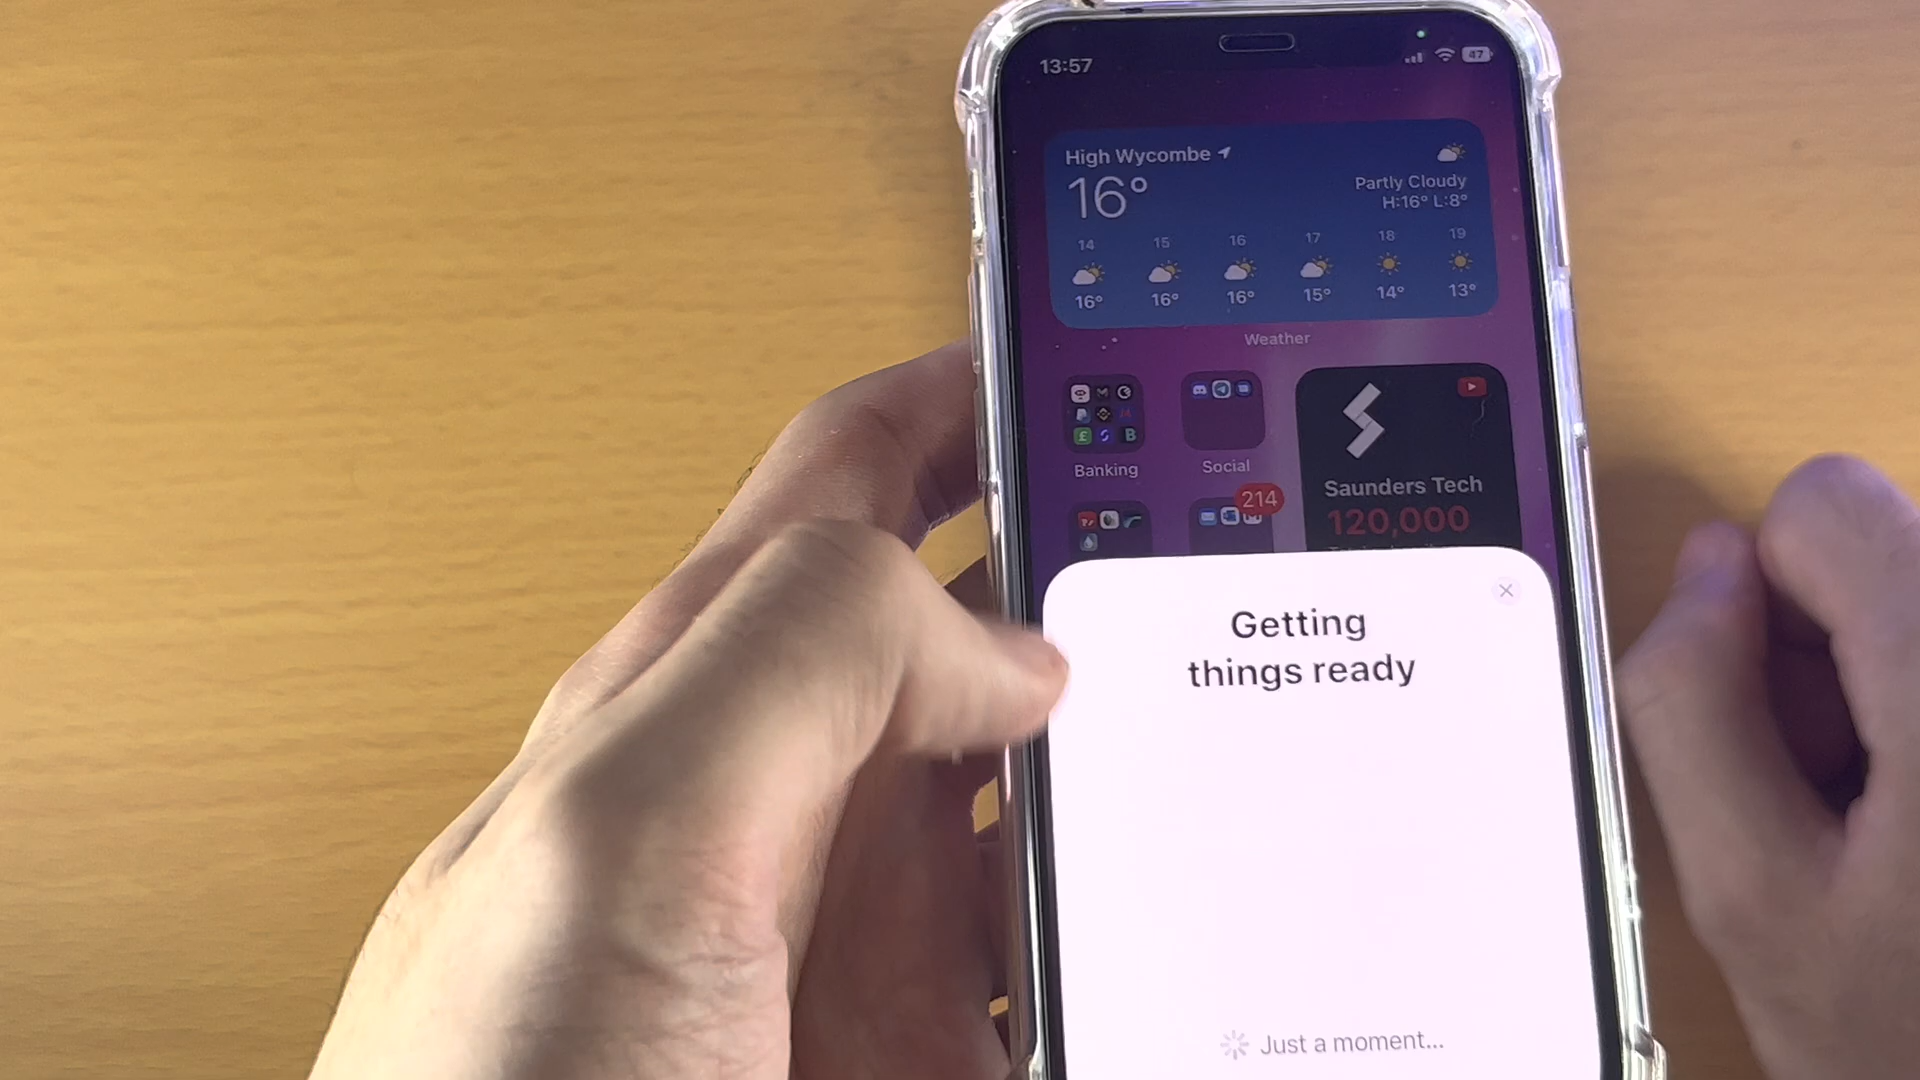 13:57
47
High Wycombe
16°
Partly Cloudy
H:16° L:8°
14 15 16 17 18 19
16° 16° 16° 15° 14° 13°
Weather
Banking
Social
214
Saunders Tech
120,000
Getting
things ready
Just a moment...